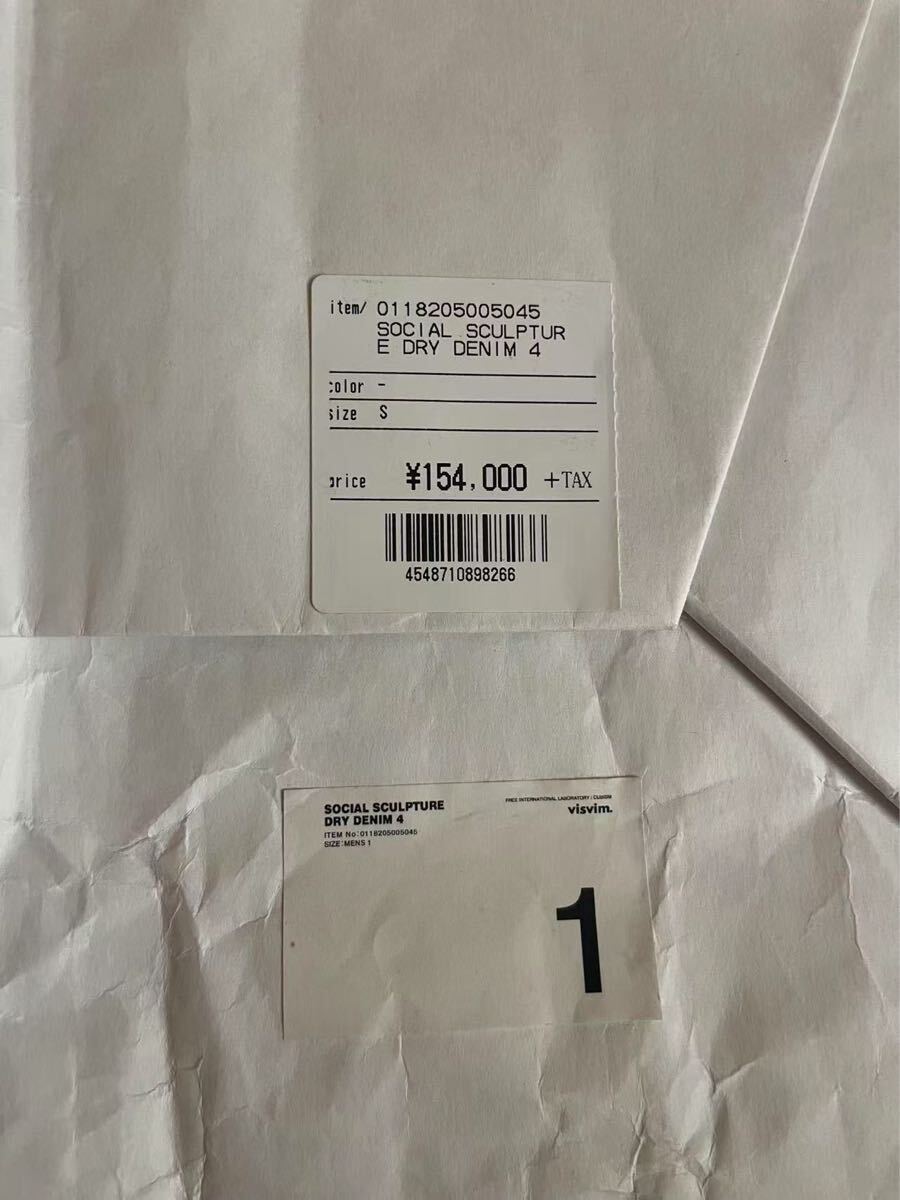 item/ 0118205005045
SOCIAL SCULPTUR
E DRY DENIM 4
color -
size S
price ¥154,000 +TAX
4548710898266
SOCIAL SCULPTURE
DRY DENIM 4
ITEM No:0118205005045
SIZE:MENS 1
FREE INTERNATIONAL LABORATORY / CUBISM
visvim.
1